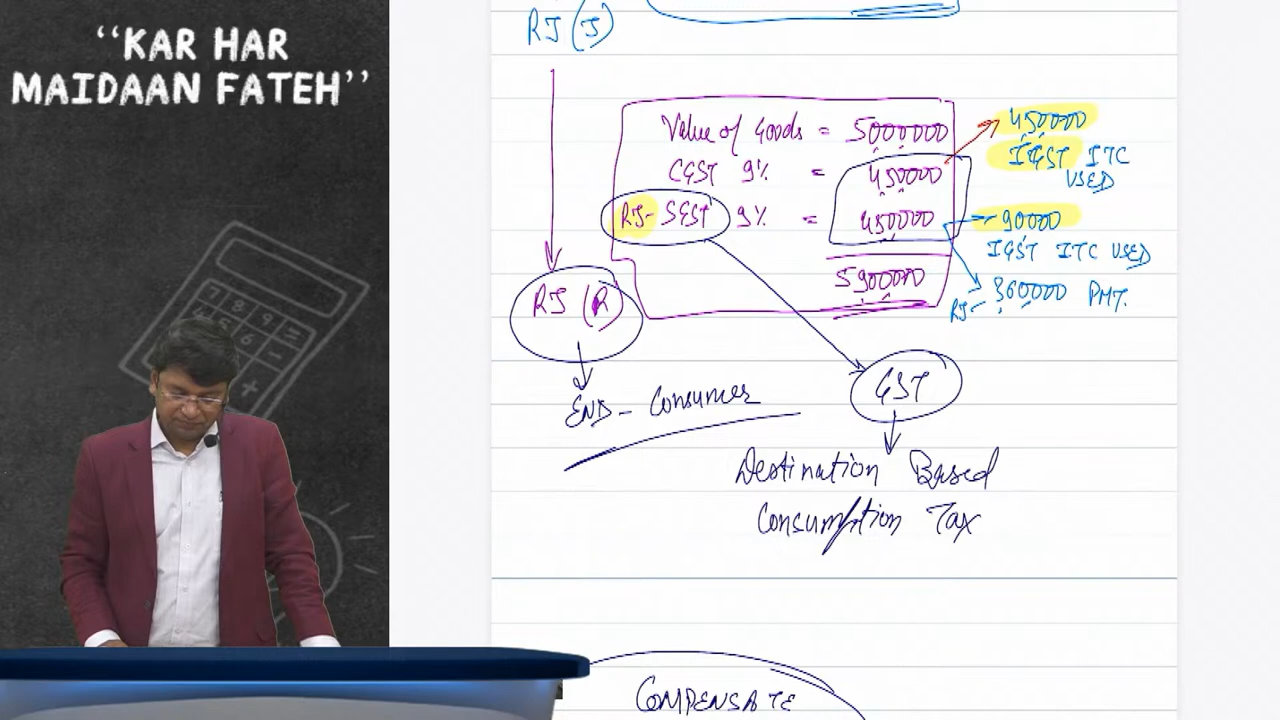 “KAR HAR
MAIDAAN FATEH”
RJ (J)
Value of Goods = 5000000
CGST 9% = 450000
RJ- SGST 9% = 450000
5900000
450000
IGST ITC
USED
90000
IGST ITC USED
RJ- 360000 PMT.
RJ (R)
END - Consumer
GST
Destination Based
Consumption Tax
COMPENSATE